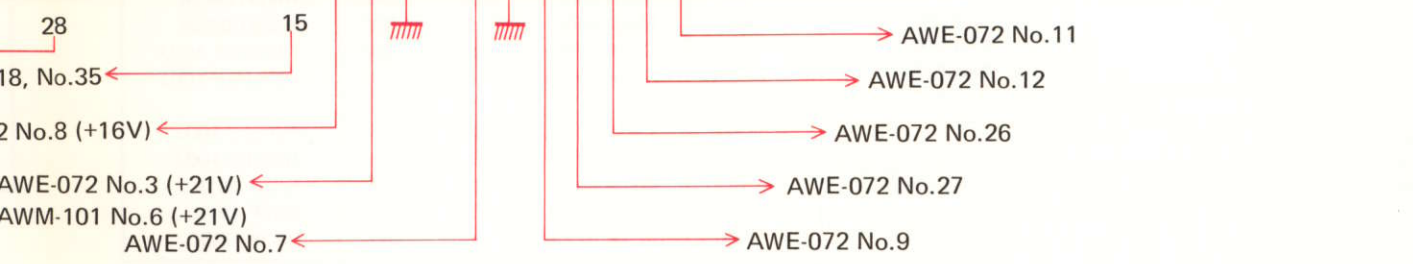 28
15
AWE-072 No.11
18, No.35
AWE-072 No.12
2 No.8 (+16V)
AWE-072 No.26
AWE-072 No.3 (+21V)
AWE-072 No.27
AWM-101 No.6 (+21V)
AWE-072 No.7
AWE-072 No.9